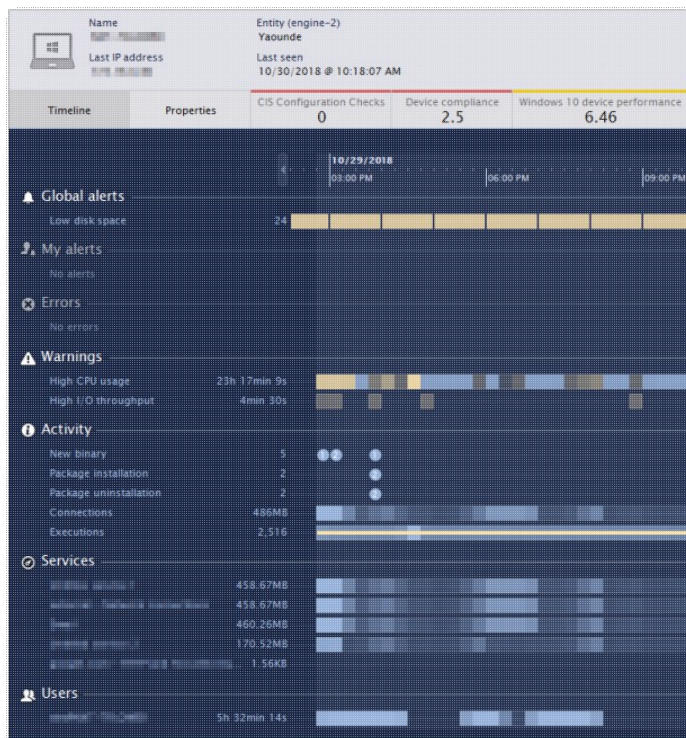 Name
Entity (engine-2)
Yaounde
Last IP address
Last seen
10/30/2018 @ 10:18:07 AM
Timeline
Properties
CIS Configuration Checks
0
Device compliance
2.5
Windows 10 device performance
6.46
10/29/2018
03:00 PM
06:00 PM
09:00 PM
Global alerts
Low disk space 24
My alerts
No alerts
Errors
No errors
Warnings
High CPU usage 23h 17min 9s
High I/O throughput 4min 30s
Activity
New binary 5 1 2 1
Package installation 2 2
Package uninstallation 2 2
Connections 486MB
Executions 2,516
Services
458.67MB
458.67MB
460.26MB
170.52MB
1.56KB
Users
5h 32min 14s